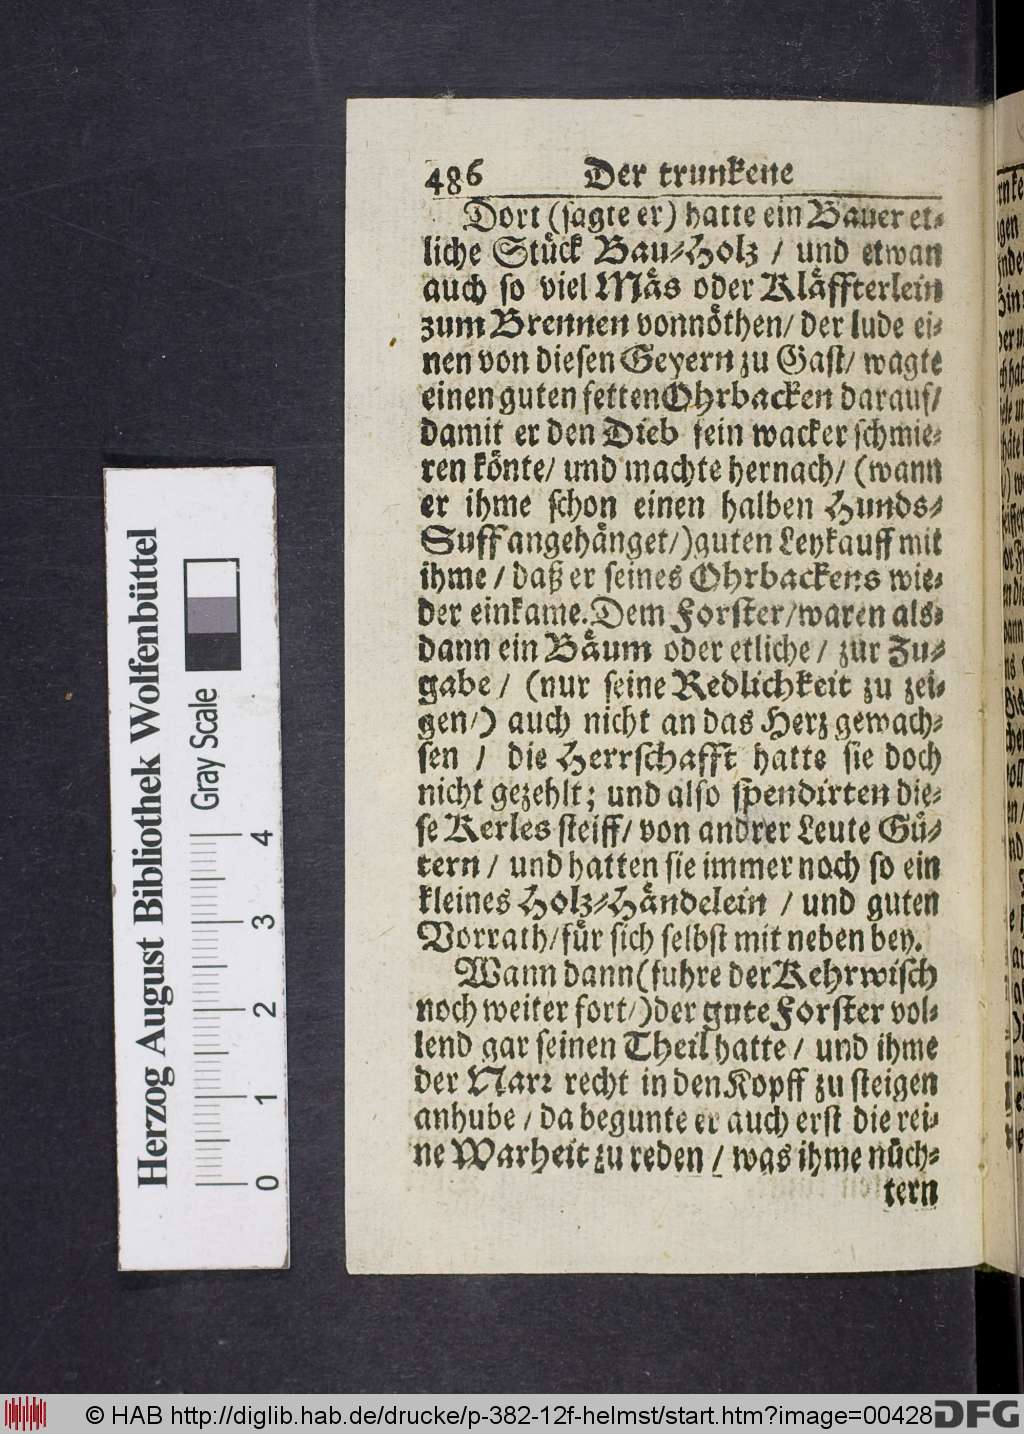 486 Der trunkene
Dort (sagte er) hatte ein Bauer et-
liche Stück Bau-Holz / und etwan
auch so viel Mäs oder Kläffterlein
zum Brennen vonnöthen/ der lude ei-
nen von diesen Geyern zu Gast/ wagte
einen guten fetten Ohrbacken darauf/
damit er den Dieb fein wacker schmie-
ren könte/ und machte hernach/ (wann
er ihme schon einen halben Hunds-
Suff angehänget/) guten Leykauff mit
ihme / daß er seines Ohrbackens wie-
der einkame. Dem Forster/ waren als-
dann ein Bäum oder etliche / zur Zu-
gabe / (nur seine Redlichkeit zu zei-
gen/) auch nicht an das Herz gewach-
sen / die Herrschafft hatte sie doch
nicht gezehlt; und also spendirten die-
se Kerles steiff/ von andrer Leute Gü-
tern / und hatten sie immer noch so ein
kleines Holz-Händelein / und guten
Vorrath/ für sich selbst mit neben bey.
Wann dann (fuhre der Kehrwisch
noch weiter fort/) der gute Forster vol-
lend gar seinen Theil hatte / und ihme
der Narr recht in den Kopff zu steigen
anhube / da begunte er auch erst die rei-
ne Warheit zu reden / was ihme nüch-
tern
Herzog August Bibliothek Wolfenbüttel
Gray Scale
0 1 2 3 4
© HAB http://diglib.hab.de/drucke/p-382-12f-helmst/start.htm?image=00428
DFG